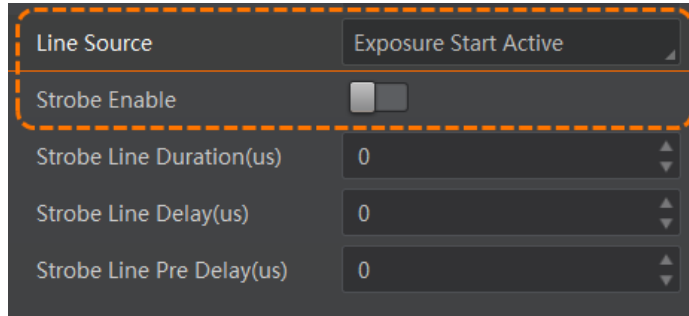 Line Source Exposure Start Active
Strobe Enable
Strobe Line Duration(us) 0
Strobe Line Delay(us) 0
Strobe Line Pre Delay(us) 0